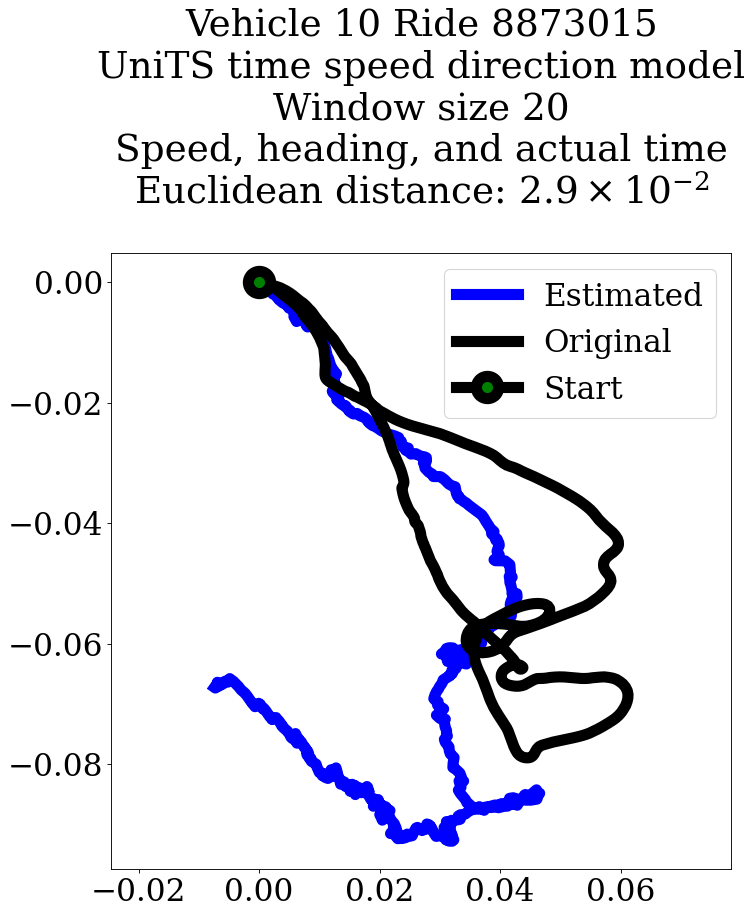 Vehicle 10 Ride 8873015
UniTS time speed direction model
Window size 20
Speed, heading, and actual time
Euclidean distance: 2.9 × 10⁻²
Estimated
Original
Start
0.00
−0.02
−0.04
−0.06
−0.08
−0.02 0.00 0.02 0.04 0.06